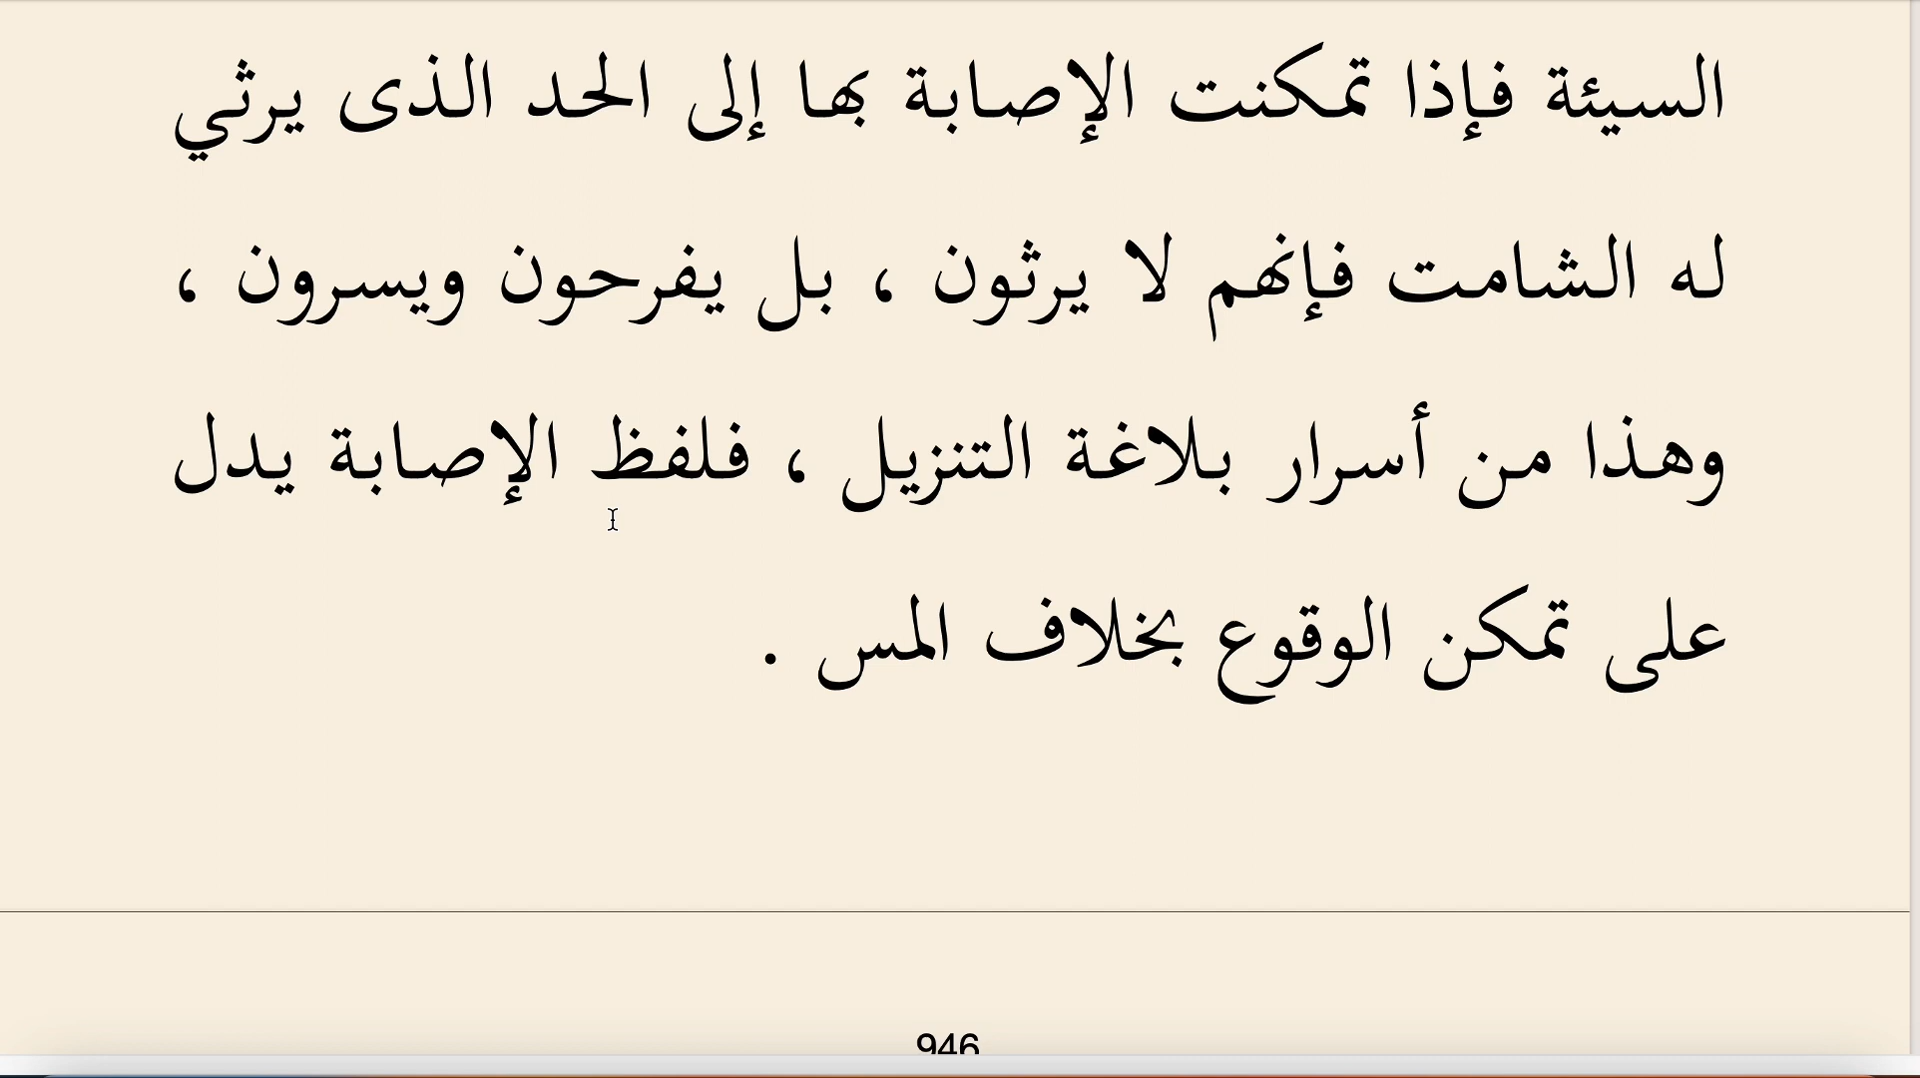 السيئة فإذا تمكنت الإصابة بها إلى الحد الذى يرثي
له الشامت فإنهم لا يرثون ، بل يفرحون ويسرون ،
وهذا من أسرار بلاغة التنزيل ، فلفظ الإصابة يدل
على تمكن الوقوع بخلاف المس .
946